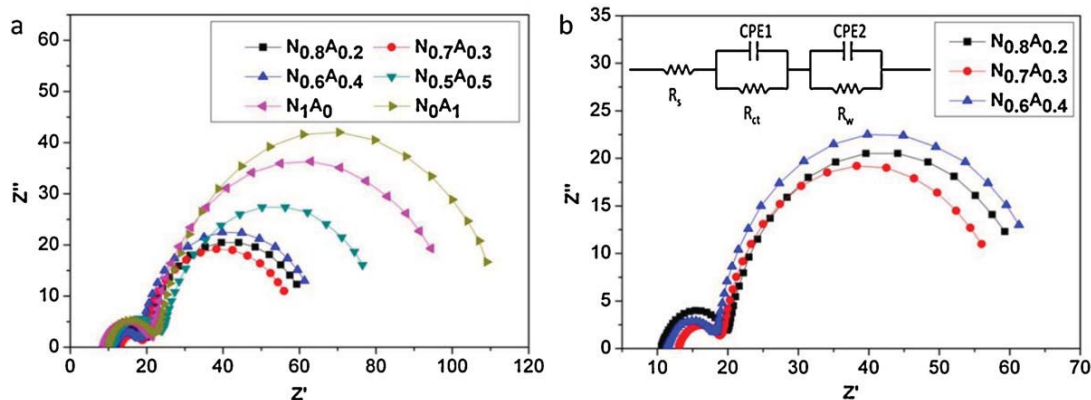 a
60
50
40
30
20
10
0
Z''
N0.8A0.2 N0.7A0.3
N0.6A0.4 N0.5A0.5
N1A0 N0A1
0 20 40 60 80 100 120
Z'
b
35
30
25
20
15
10
5
0
Z''
CPE1 CPE2
Rs Rct Rw
N0.8A0.2
N0.7A0.3
N0.6A0.4
10 20 30 40 50 60 70
Z'